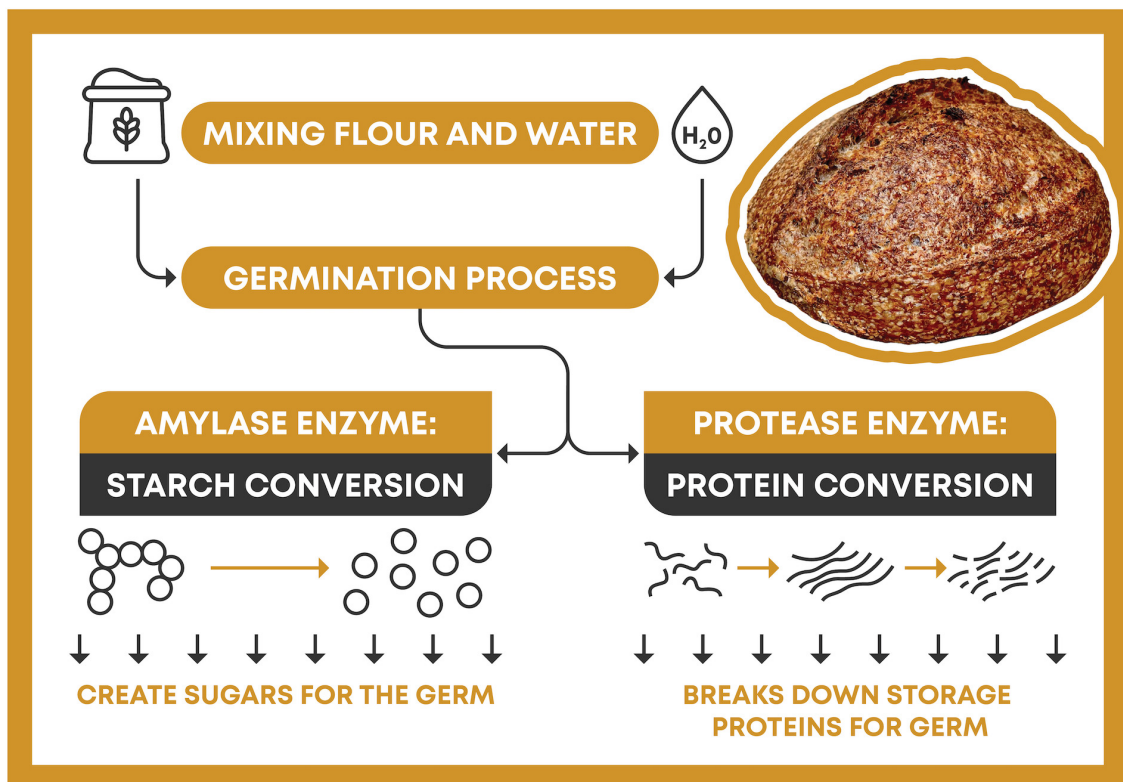 MIXING FLOUR AND WATER
H₂0
GERMINATION PROCESS
AMYLASE ENZYME:
STARCH CONVERSION
PROTEASE ENZYME:
PROTEIN CONVERSION
CREATE SUGARS FOR THE GERM
BREAKS DOWN STORAGE
PROTEINS FOR GERM